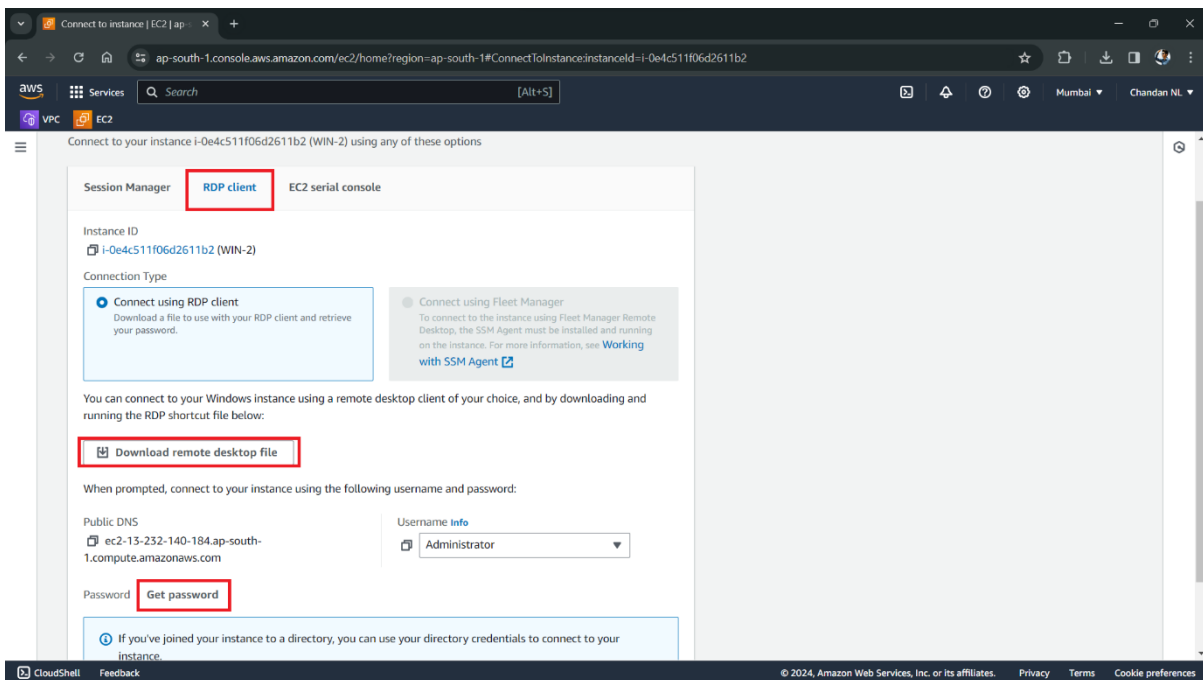 Connect to instance | EC2 | ap-s
ap-south-1.console.aws.amazon.com/ec2/home?region=ap-south-1#ConnectToInstance:instanceId=i-0e4c511f06d2611b2
aws
Services
Search
[Alt+S]
Mumbai
Chandan NL
VPC
EC2
Connect to your instance i-0e4c511f06d2611b2 (WIN-2) using any of these options
Session Manager
RDP client
EC2 serial console
Instance ID
i-0e4c511f06d2611b2 (WIN-2)
Connection Type
Connect using RDP client
Download a file to use with your RDP client and retrieve
your password.
Connect using Fleet Manager
To connect to the instance using Fleet Manager Remote
Desktop, the SSM Agent must be installed and running
on the instance. For more information, see Working
with SSM Agent
You can connect to your Windows instance using a remote desktop client of your choice, and by downloading and
running the RDP shortcut file below:
Download remote desktop file
When prompted, connect to your instance using the following username and password:
Public DNS
ec2-13-232-140-184.ap-south-
1.compute.amazonaws.com
Username Info
Administrator
Password Get password
If you've joined your instance to a directory, you can use your directory credentials to connect to your
instance.
CloudShell
Feedback
© 2024, Amazon Web Services, Inc. or its affiliates.
Privacy
Terms
Cookie preferences